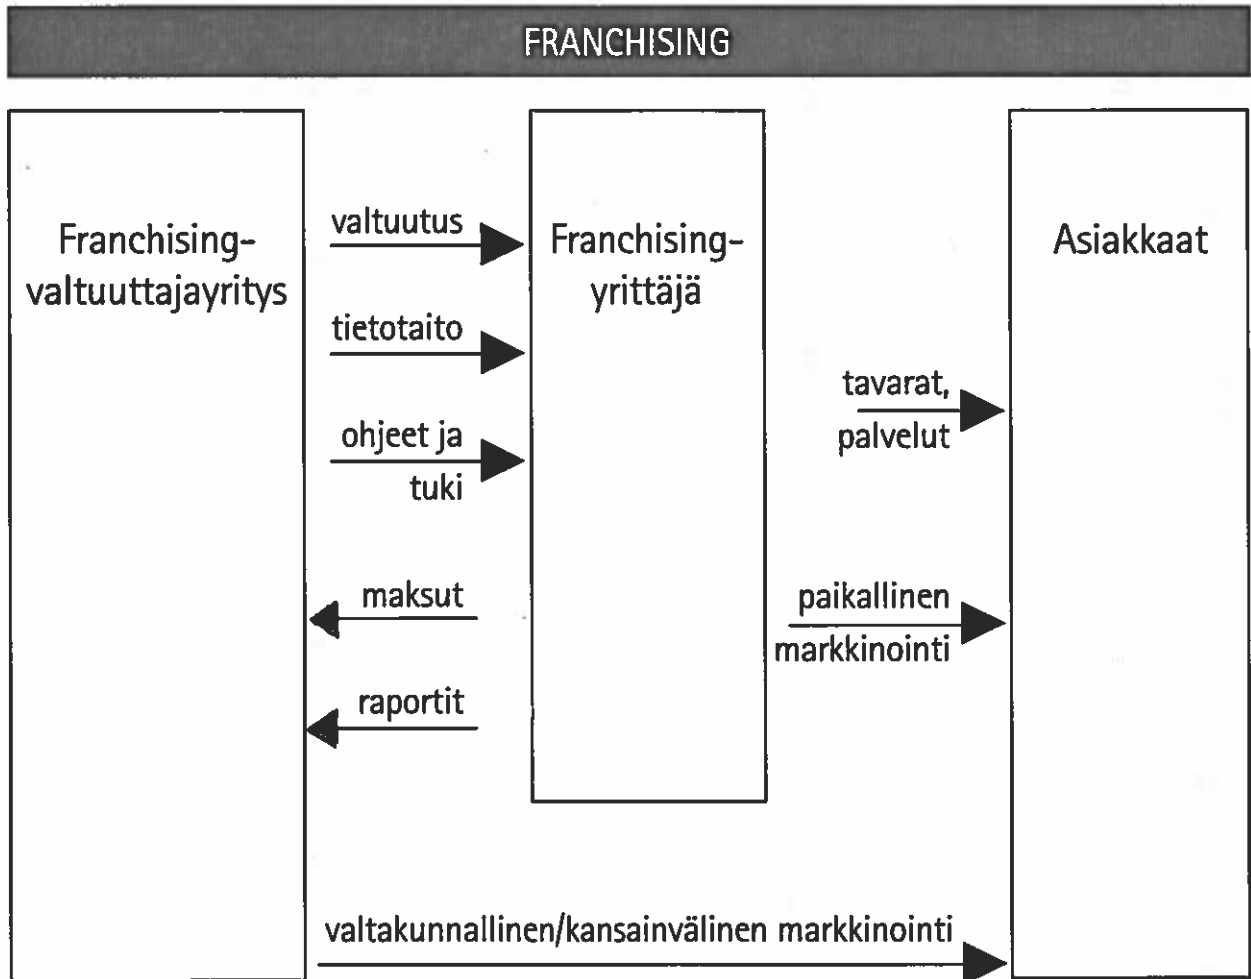 FRANCHISING
Franchising-
valtuuttajayritys
valtuutus
tietotaito
ohjeet ja
tuki
maksut
raportit
Franchising-
yrittäjä
tavarat,
palvelut
paikallinen
markkinointi
Asiakkaat
valtakunnallinen/kansainvälinen markkinointi